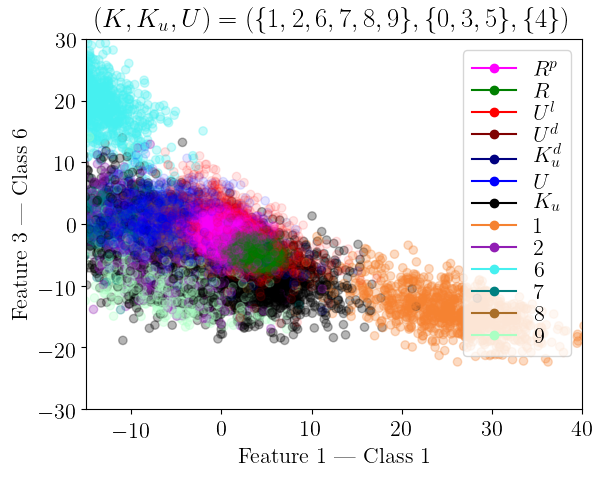 (K, K_u, U) = ({1, 2, 6, 7, 8, 9}, {0, 3, 5}, {4})
30
20
10
0
−10
−20
−30
Feature 3 — Class 6
−10
0
10
20
30
40
Feature 1 — Class 1
R^p
R
U^l
U^d
K_u^d
U
K_u
1
2
6
7
8
9